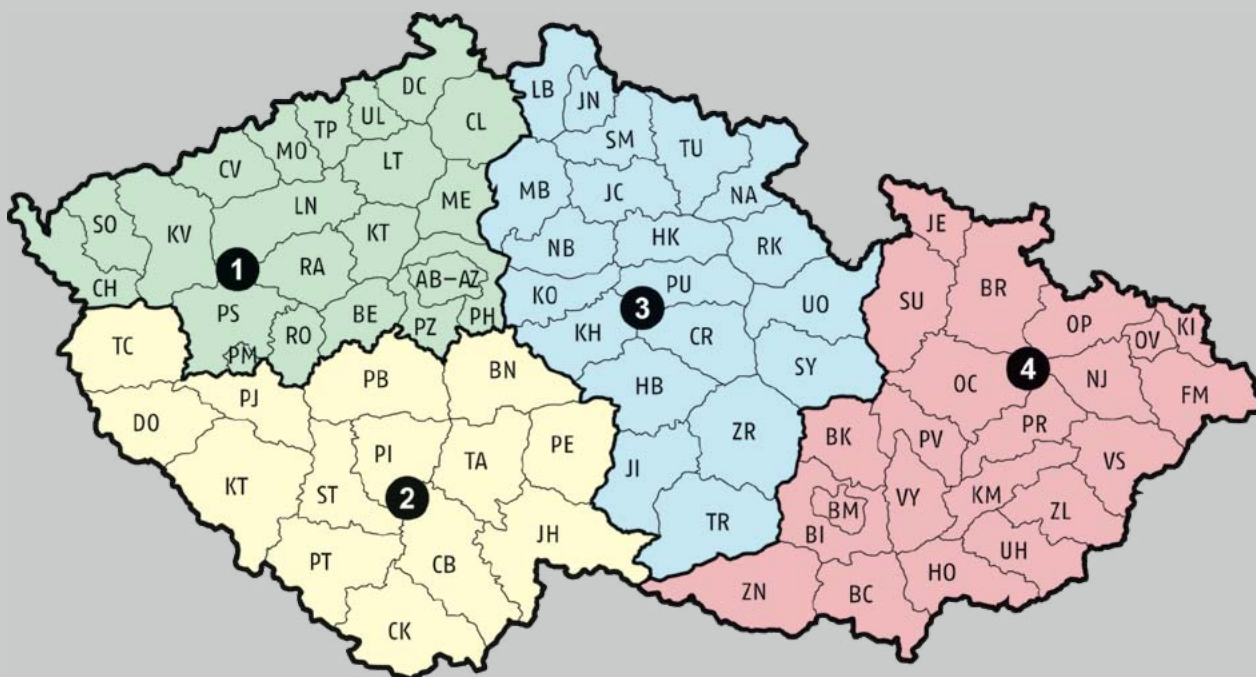 DC
LB
JN
UL
TP
CL
MO
SM
TU
CV
LT
MB
JC
NA
SO
KV
LN
ME
JE
KT
NB
HK
RK
1
RA
AB–AZ
SU
BR
CH
KO
PU
UO
OP
KI
PS
RO
BE
PZ
PH
3
KH
CR
OV
TC
PM
PB
BN
SY
OC
4
NJ
PJ
HB
FM
DO
PI
TA
PE
ZR
BK
PV
PR
VS
KT
ST
2
JI
VY
KM
BM
ZL
TR
BI
UH
PT
CB
JH
ZN
BC
HO
CK